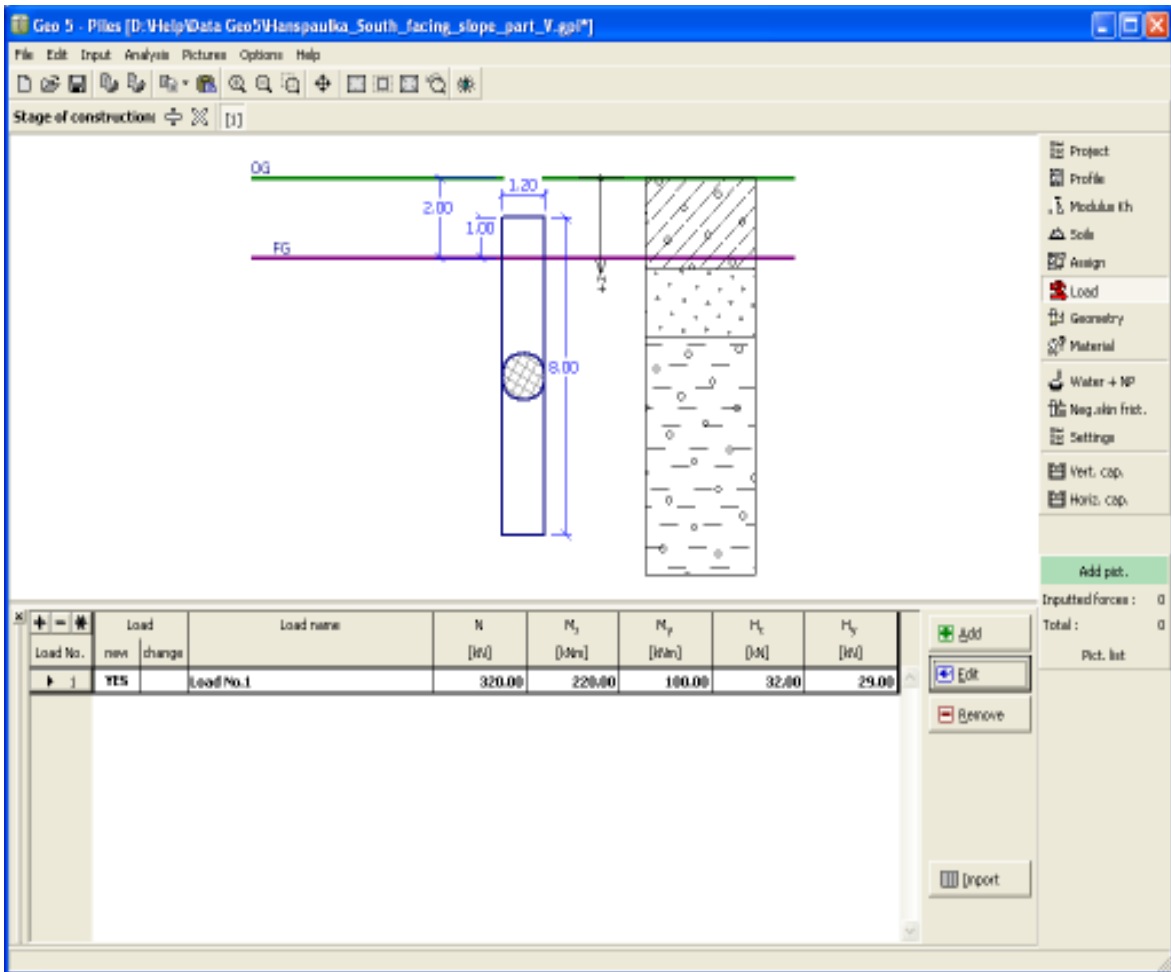 Geo 5 - Piles [D:\Help\Data Geo5\Hanspaulka_South_facing_slope_part_V.gpi*]
File Edit Input Analysis Pictures Options Help
Stage of construction: [1]
OG
1.20
2.00
1.00
FG
+z
8.00
Project
Profile
Modulus Kh
Soils
Assign
Load
Geometry
Material
Water + NP
Neg.skin frict.
Settings
Vert. cap.
Horiz. cap.
Add pict.
Inputted forces : 0
Total : 0
Pict. list
Load Load name N M M H H
Load No. new change [kN] [kNm] [kNm] [kN] [kN]
1 YES Load No.1 320.00 220.00 100.00 32.00 29.00
Add
Edit
Remove
Import